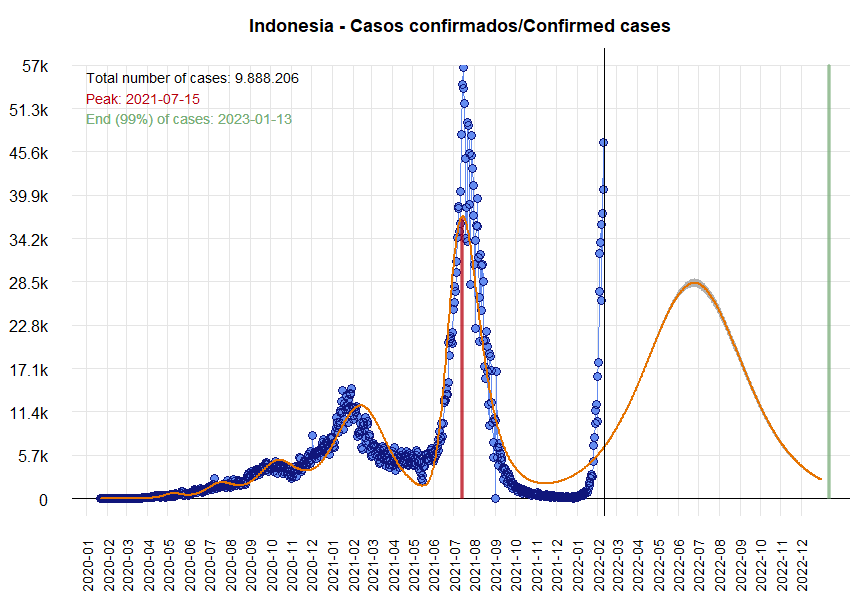 Indonesia - Casos confirmados/Confirmed cases
57k
Total number of cases: 9.888.206
Peak: 2021-07-15
End (99%) of cases: 2023-01-13
51.3k
45.6k
39.9k
34.2k
28.5k
22.8k
17.1k
11.4k
5.7k
0
2020-01
2020-02
2020-03
2020-04
2020-05
2020-06
2020-07
2020-08
2020-09
2020-10
2020-11
2020-12
2021-01
2021-02
2021-03
2021-04
2021-05
2021-06
2021-07
2021-08
2021-09
2021-10
2021-11
2021-12
2022-01
2022-02
2022-03
2022-04
2022-05
2022-06
2022-07
2022-08
2022-09
2022-10
2022-11
2022-12